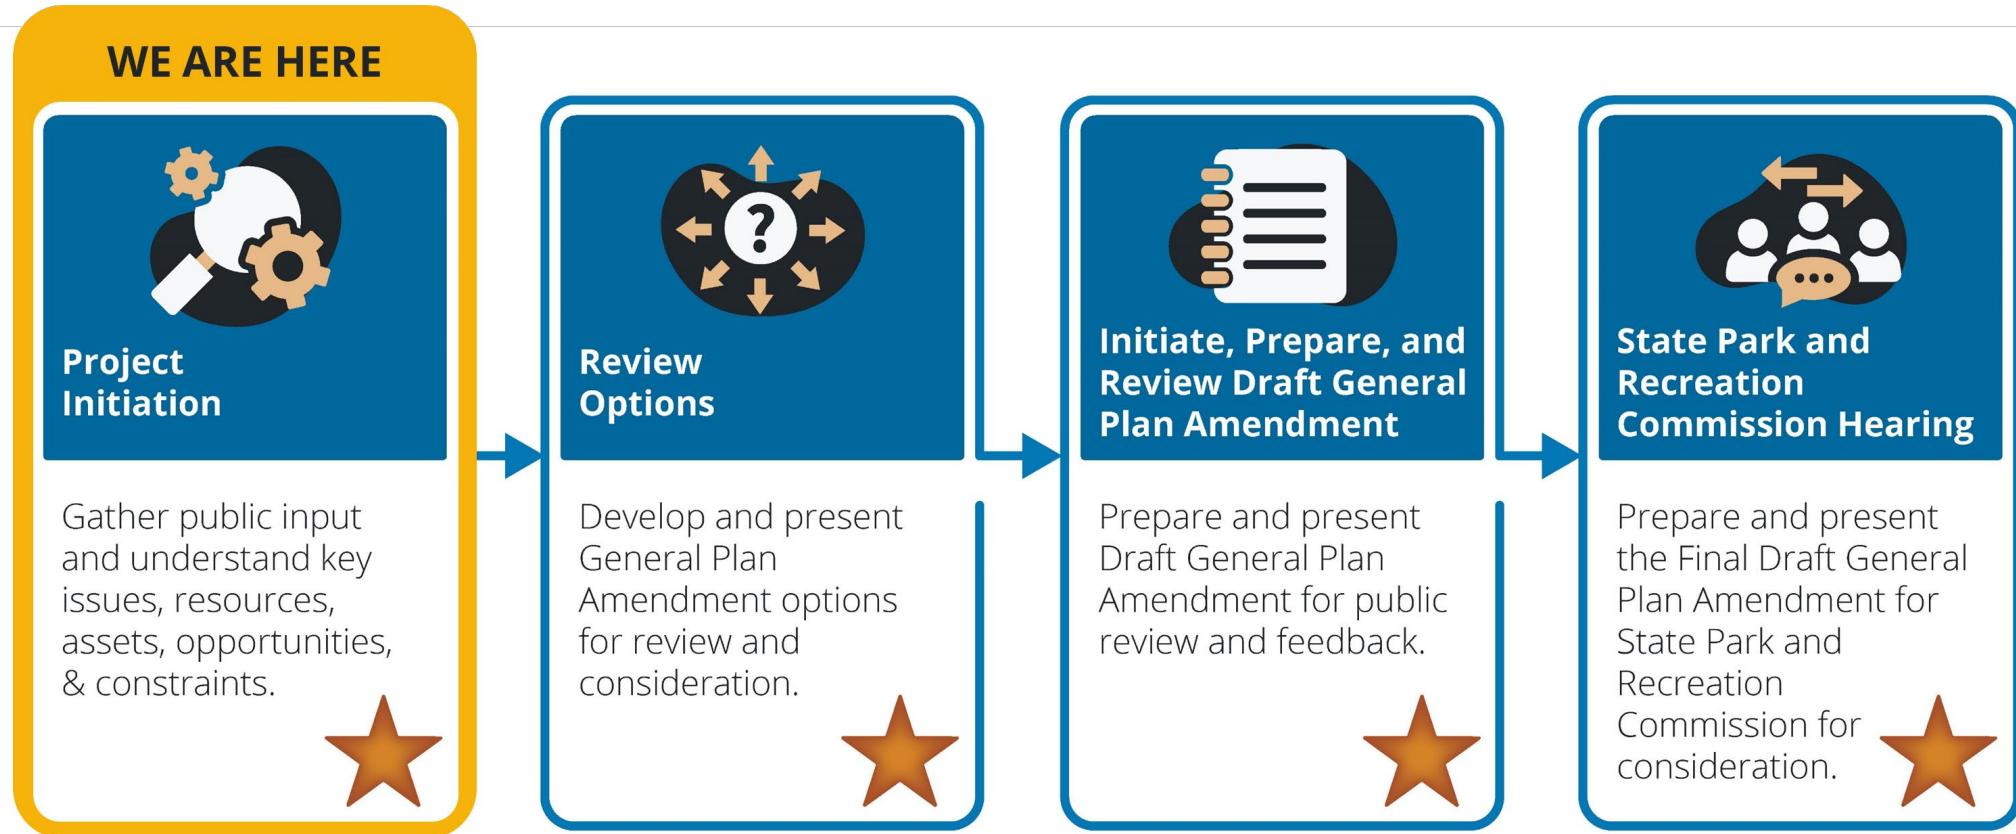 WE ARE HERE
Project
Initiation
Gather public input
and understand key
issues, resources,
assets, opportunities,
& constraints.
?
Review
Options
Develop and present
General Plan
Amendment options
for review and
consideration.
Initiate, Prepare, and
Review Draft General
Plan Amendment
Prepare and present
Draft General Plan
Amendment for public
review and feedback.
State Park and
Recreation
Commission Hearing
Prepare and present
the Final Draft General
Plan Amendment for
State Park and
Recreation
Commission for
consideration.